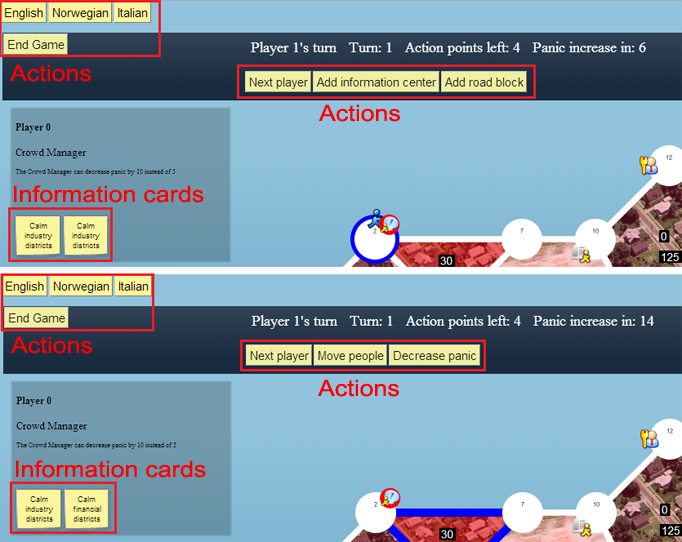 English Norwegian Italian
End Game
Player 1's turn Turn: 1 Action points left: 4 Panic increase in: 6
Actions
Next player Add information center Add road block
Actions
Player 0
Crowd Manager
The Crowd Manager can decrease panic by 10 instead of 5
Information cards
Calm industry districts
Calm industry districts
12
2
7
10
0
30
125
English Norwegian Italian
End Game
Player 1's turn Turn: 1 Action points left: 4 Panic increase in: 14
Actions
Next player Move people Decrease panic
Actions
Player 0
Crowd Manager
The Crowd Manager can decrease panic by 10 instead of 5
Information cards
Calm industry districts
Calm financial districts
12
2
7
10
0
30
125